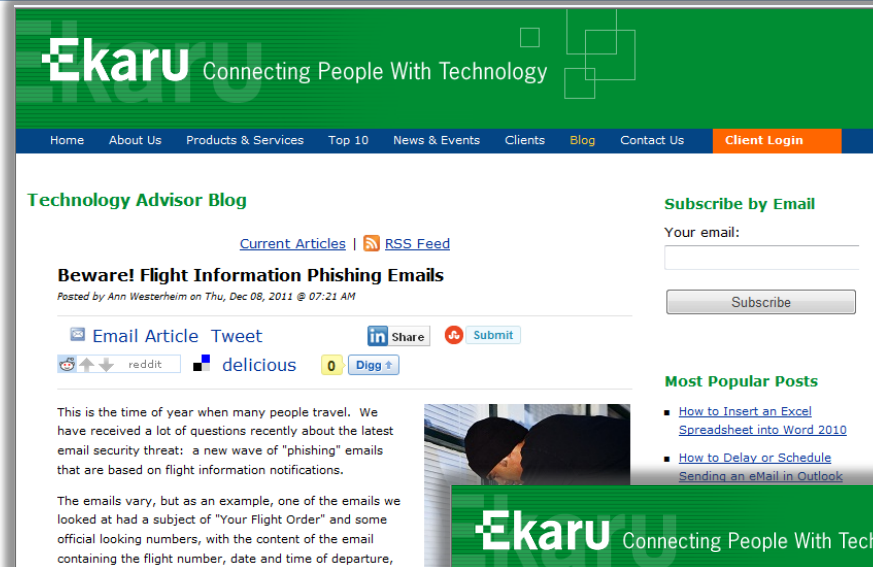 Ekaru Connecting People With Technology
Home About Us Products & Services Top 10 News & Events Clients Blog Contact Us Client Login
Technology Advisor Blog
Current Articles | RSS Feed
Beware! Flight Information Phishing Emails
Posted by Ann Westerheim on Thu, Dec 08, 2011 @ 07:21 AM
Email Article Tweet in Share Submit
reddit delicious 0 Digg
This is the time of year when many people travel. We
have received a lot of questions recently about the latest
email security threat: a new wave of "phishing" emails
that are based on flight information notifications.
The emails vary, but as an example, one of the emails we
looked at had a subject of "Your Flight Order" and some
official looking numbers, with the content of the email
containing the flight number, date and time of departure,
Subscribe by Email
Your email:
Subscribe
Most Popular Posts
How to Insert an Excel
Spreadsheet into Word 2010
How to Delay or Schedule
Sending an eMail in Outlook
Ekaru Connecting People With Tech